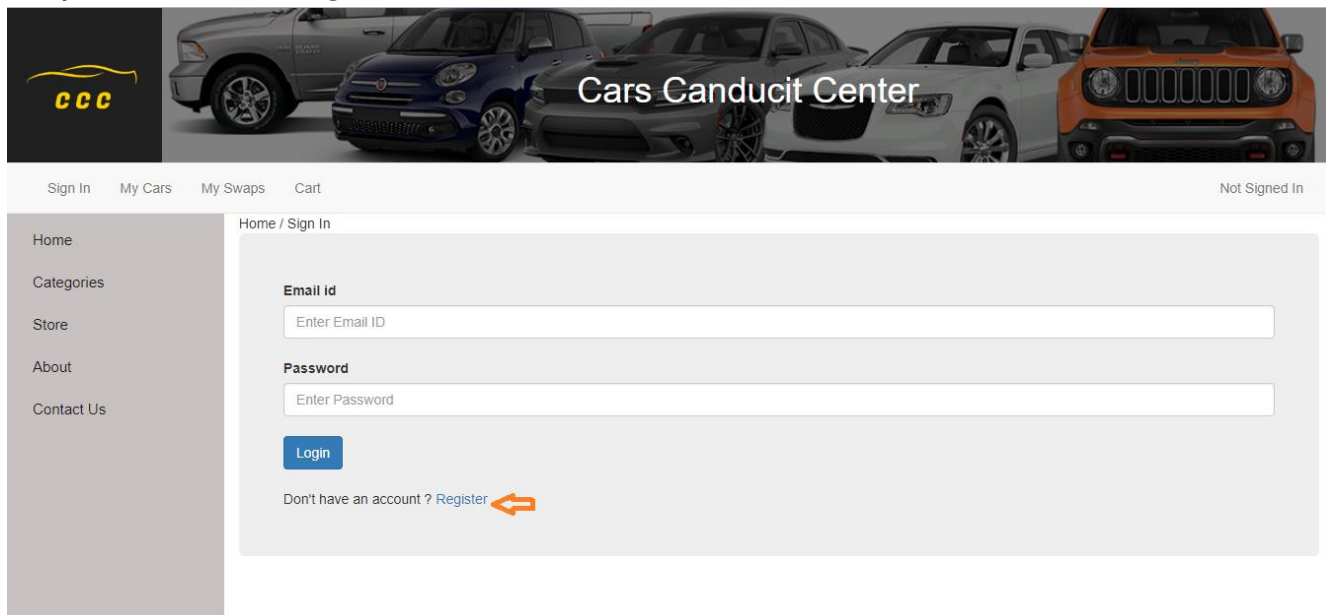 Cars Canducit Center
CCC
Sign In My Cars My Swaps Cart Not Signed In
Home / Sign In
Home
Categories
Store
About
Contact Us
Email id
Enter Email ID
Password
Enter Password
Login
Don't have an account ? Register